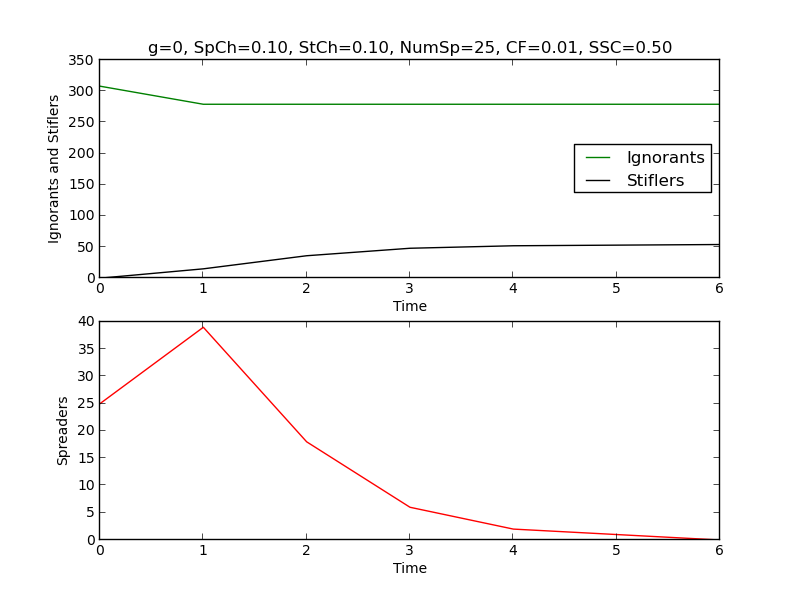 g=0, SpCh=0.10, StCh=0.10, NumSp=25, CF=0.01, SSC=0.50
350
300
250
200
150
100
50
0
Ignorants and Stiflers
Ignorants
Stiflers
0 1 2 3 4 5 6
Time
40
35
30
25
20
15
10
5
0
Spreaders
0 1 2 3 4 5 6
Time